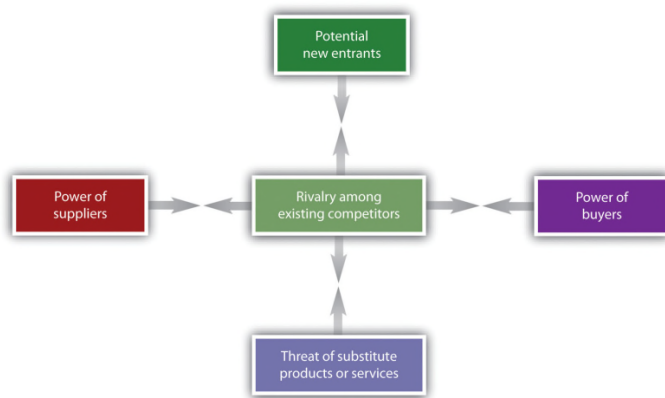 Potential
new entrants
Power of
suppliers
Rivalry among
existing competitors
Power of
buyers
Threat of substitute
products or services